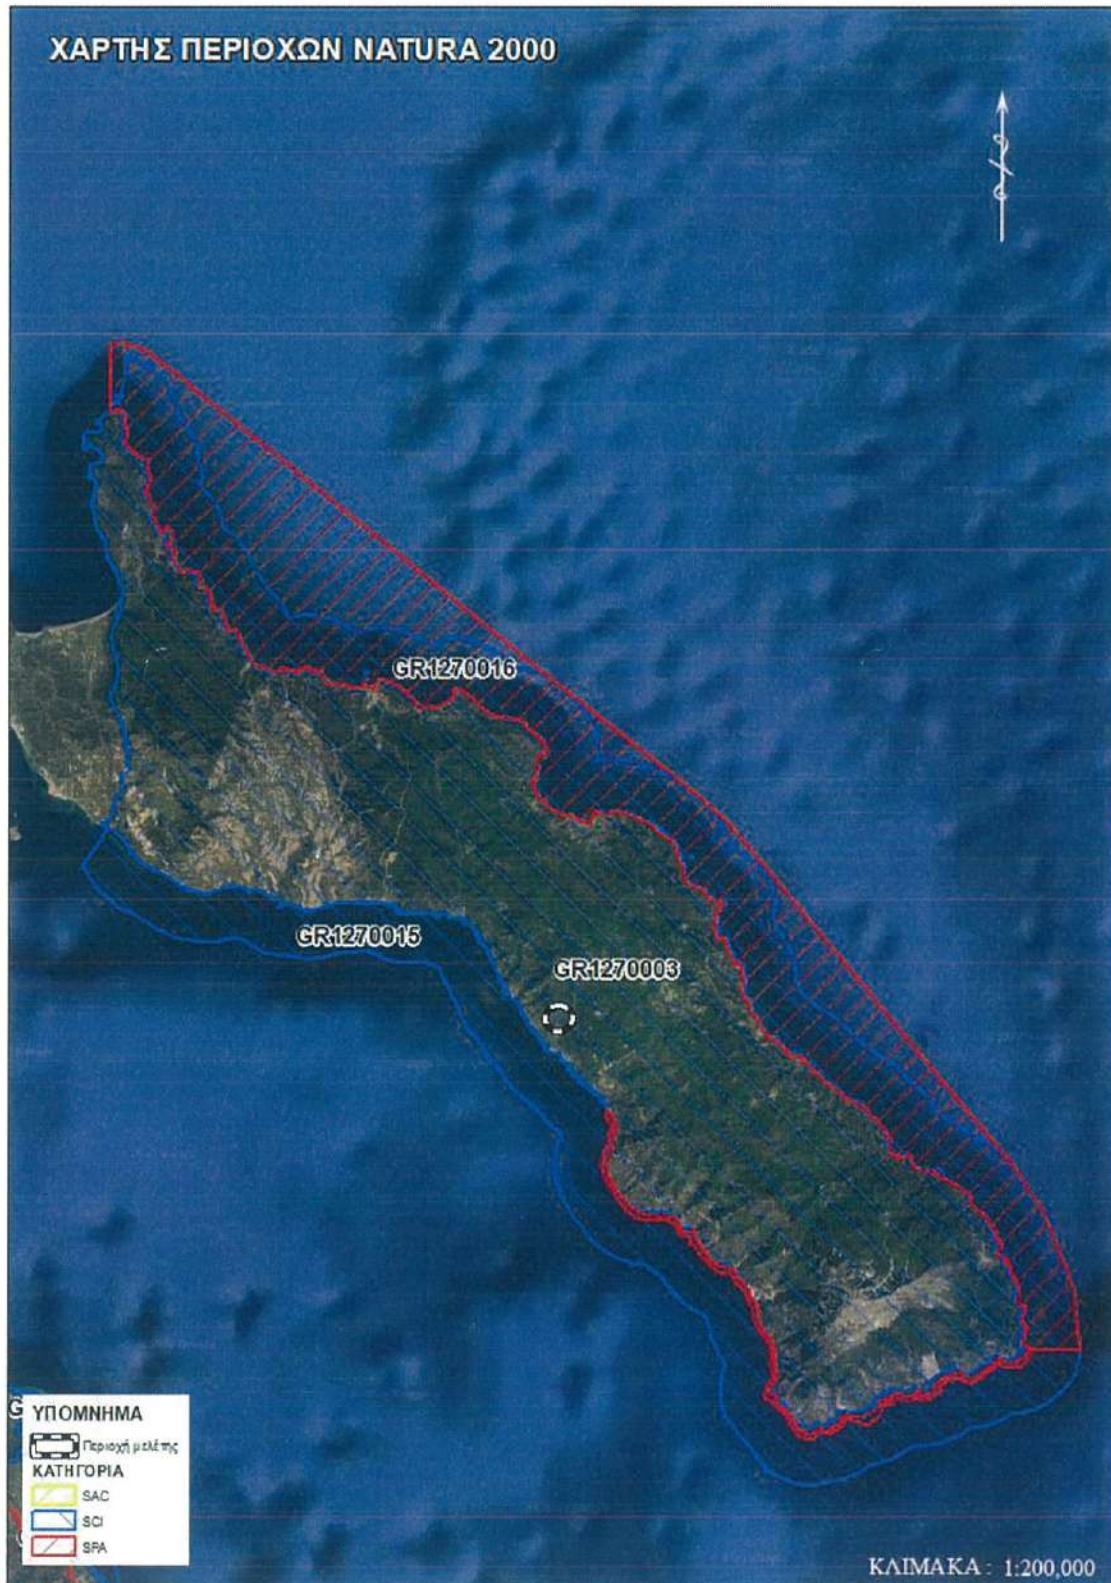 ΧΑΡΤΗΣ ΠΕΡΙΟΧΩΝ NATURA 2000
GR1270016
GR1270015
GR1270003
G
ΥΠΟΜΝΗΜΑ
Περιοχή μελέτης
ΚΑΤΗΓΟΡΙΑ
SAC
SCI
SPA
ΚΛΙΜΑΚΑ : 1:200,000